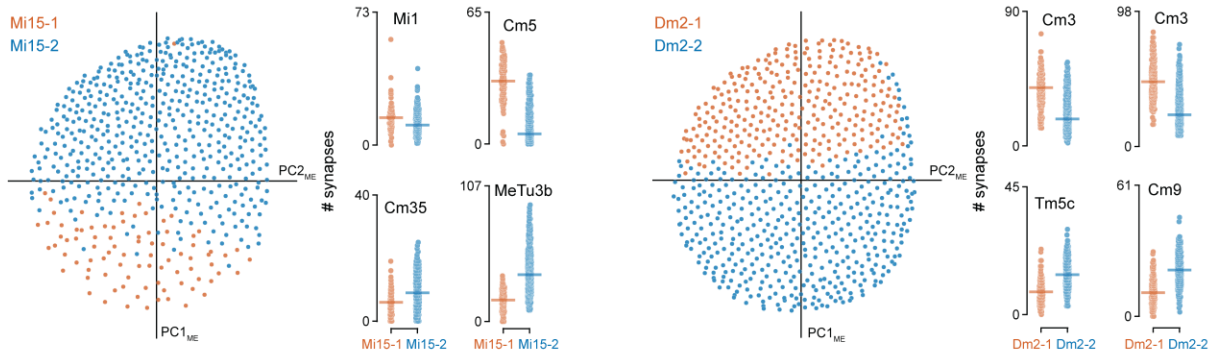 Mi15-1
Mi15-2
PC2ME
PC1ME
# synapses
73
Mi1
0
65
Cm5
0
40
Cm35
0
107
MeTu3b
0
Mi15-1 Mi15-2
Mi15-1 Mi15-2
Dm2-1
Dm2-2
PC2ME
PC1ME
# synapses
90
Cm3
0
98
Cm3
0
45
Tm5c
0
61
Cm9
0
Dm2-1 Dm2-2
Dm2-1 Dm2-2